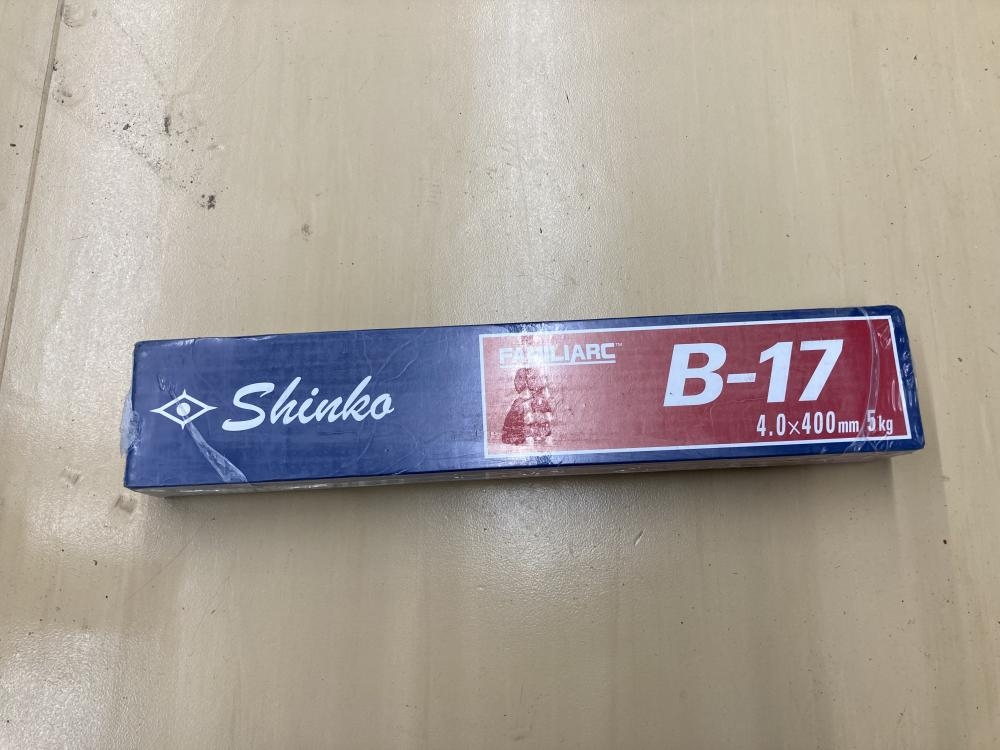 Shinko
FAMILIARC™
B-17
4.0×400mm 5kg